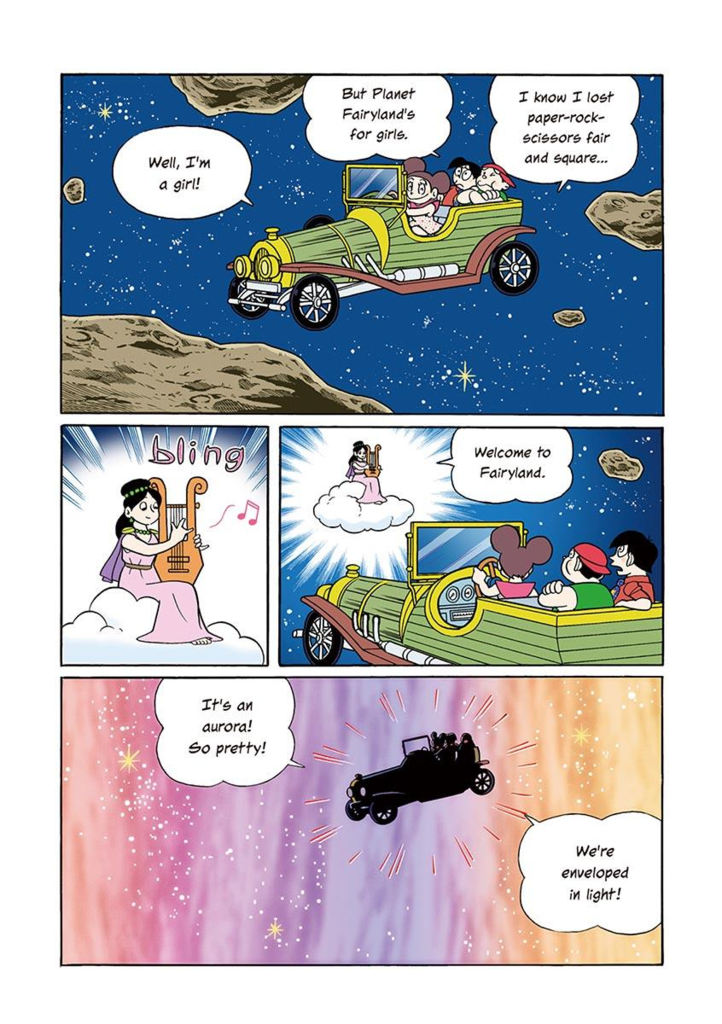 Well, I'm
a girl!
But Planet
Fairyland's
for girls.
I know I lost
paper-rock-
scissors fair
and square...
bling
Welcome to
Fairyland.
It's an
aurora!
So pretty!
We're
enveloped
in light!